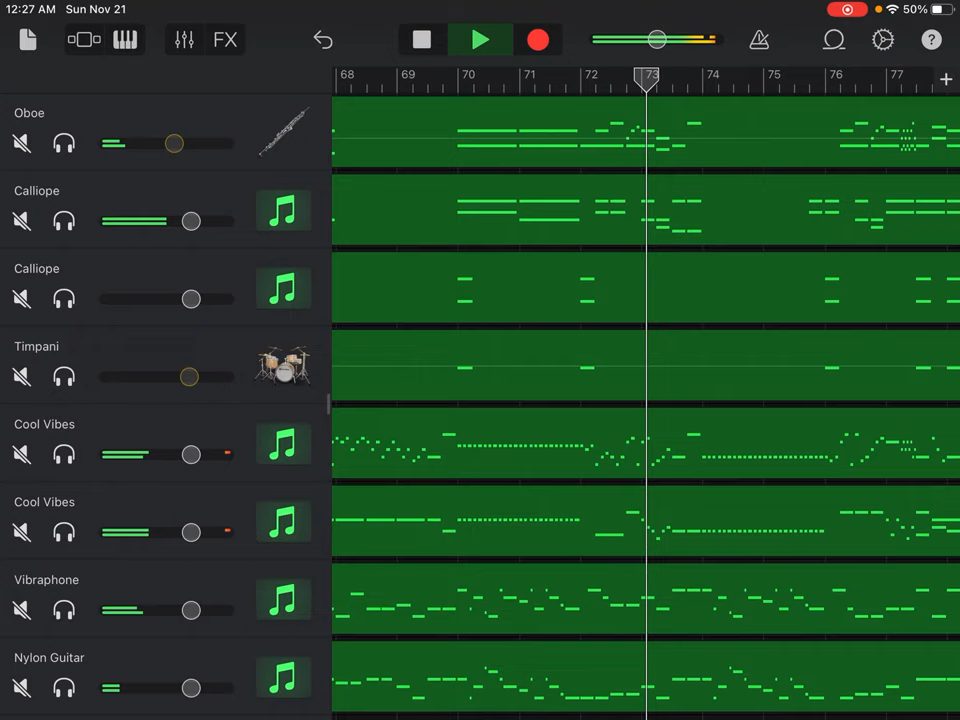 12:27 AM Sun Nov 21
50%
FX
?
68 69 70 71 72 73 74 75 76 77 +
Oboe
Calliope
Calliope
Timpani
Cool Vibes
Cool Vibes
Vibraphone
Nylon Guitar